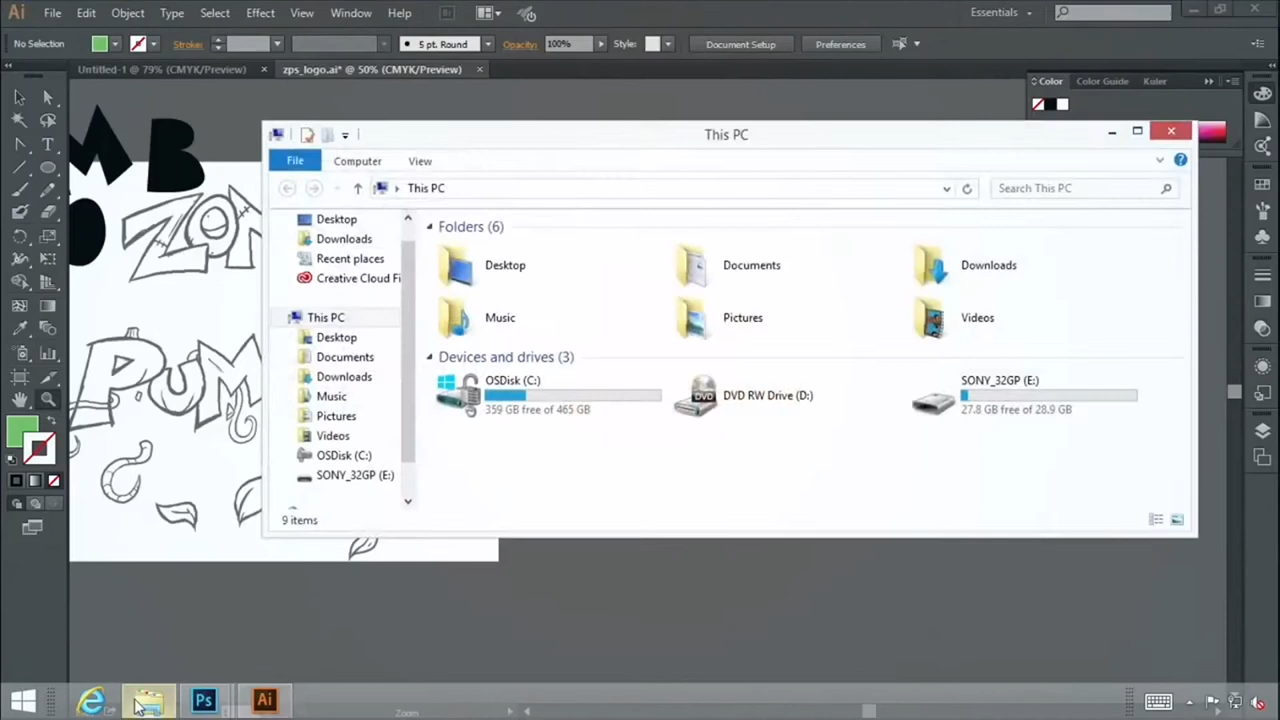 Ai File Edit Object Type Select Effect View Window Help Br Essentials
No Selection Stroke: 5 pt. Round Opacity: 100% Style: Document Setup Preferences
Untitled-1 @ 79% (CMYK/Preview) × zps_logo.ai* @ 50% (CMYK/Preview) ×
Color Color Guide Kuler
MB
O
ZOM
PUM
This PC
File Computer View
This PC Search This PC
Desktop
Downloads
Recent places
Creative Cloud Fi
This PC
Desktop
Documents
Downloads
Music
Pictures
Videos
OSDisk (C:)
SONY_32GP (E:)
Folders (6)
Desktop Documents Downloads
Music Pictures Videos
Devices and drives (3)
OSDisk (C:)
359 GB free of 465 GB
DVD
DVD RW Drive (D:)
SONY_32GP (E:)
27.8 GB free of 28.9 GB
9 items
Ps Ai Zoom